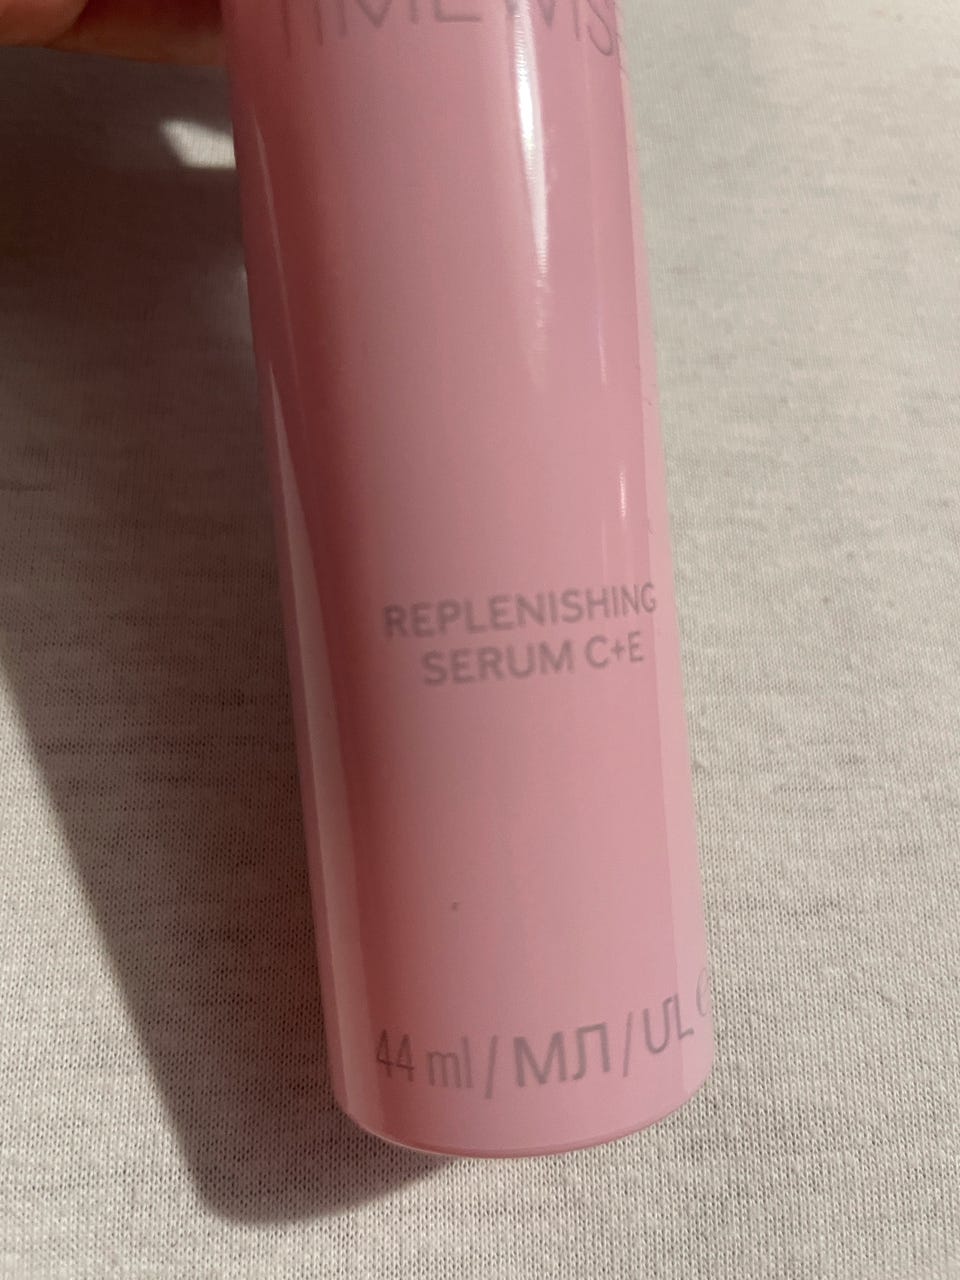 REPLENISHING
SERUM C+E
44 ml / МЛ / UL e